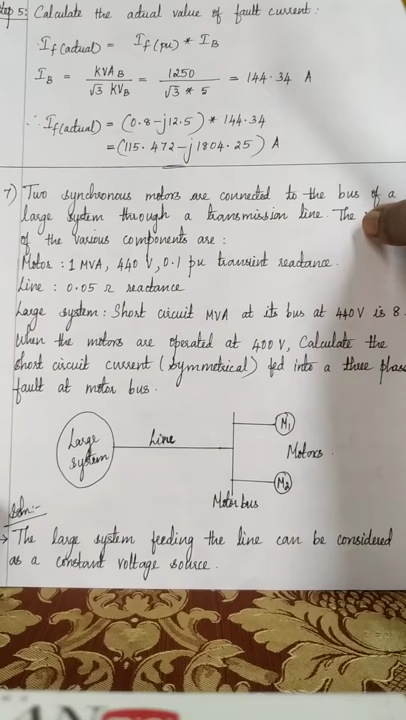 Step 5: Calculate the actual value of fault current:
If(actual) = If(pu) * IB
IB = KVAB / √3 KVB = 1250 / √3 * 5 = 144.34 A
∴ If(actual) = (0.8-j12.5) * 144.34
= (115.472 - j 1804.25) A
7) Two synchronous motors are connected to the bus of a
large system through a transmission line. The
of the various components are:
Motor : 1 MVA, 440 V, 0.1 pu transient reactance.
Line : 0.05 Ω reactance
Large system : Short circuit MVA at its bus at 440V is 8.
When the motors are operated at 400 V, Calculate the
short circuit current (symmetrical) fed into a three phase
fault at motor bus.
Large system
Line
M1
Motors.
M2
Motor bus
Soln:-
→ The large system feeding the line can be considered
as a constant voltage source.